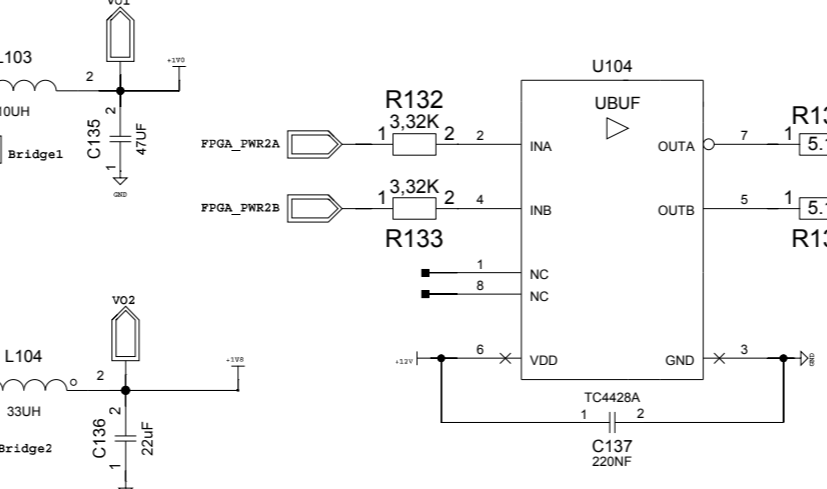 VO1
L103
2
+1V0
10UH
2
C135
47UF
1
GND
Bridge1
FPGA_PWR2A
R132
3,32K
1
2
2
FPGA_PWR2B
3,32K
1
2
4
R133
U104
UBUF
INA
OUTA
7
INB
OUTB
5
1
NC
8
NC
+12V
6
VDD
GND
3
GND
TC4428A
1
2
C137
220NF
1
1
VO2
L104
2
+1V8
33UH
2
C136
22uF
1
Bridge2